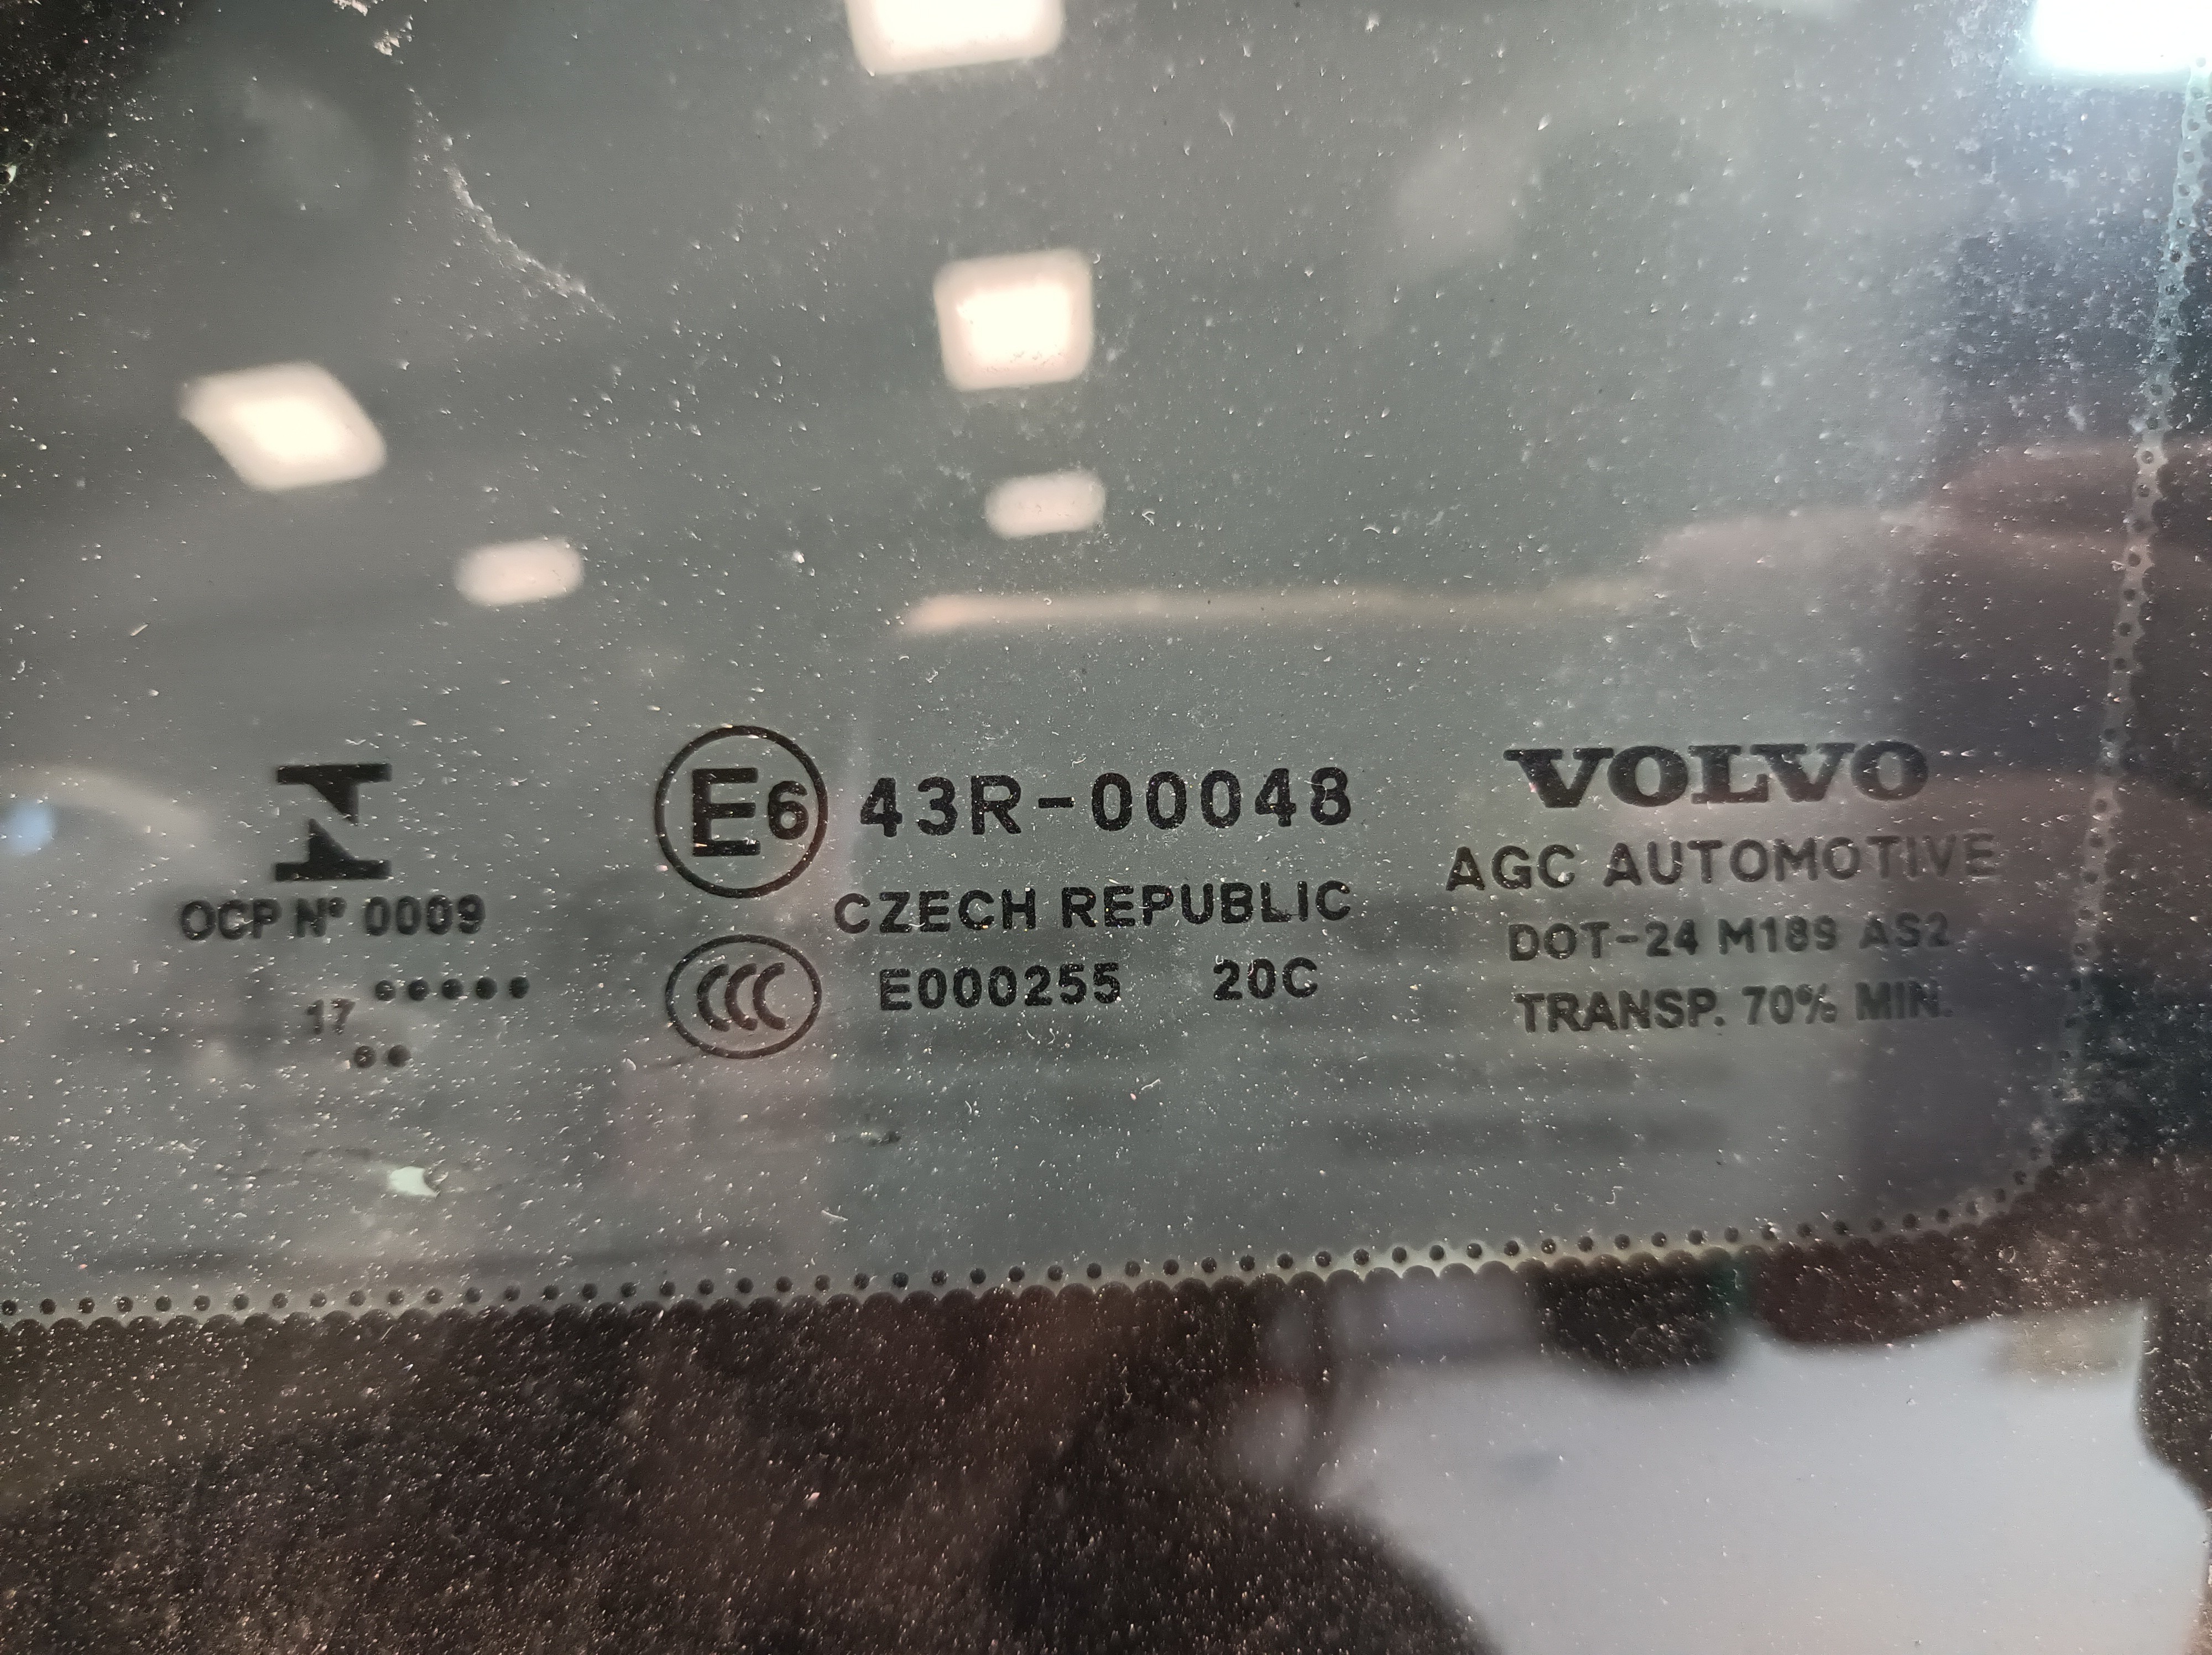 OCP Nº 0009
17
E6 43R-00048
CZECH REPUBLIC
CCC E000255 20C
VOLVO
AGC AUTOMOTIVE
DOT-24 M189 AS2
TRANSP. 70% MIN.